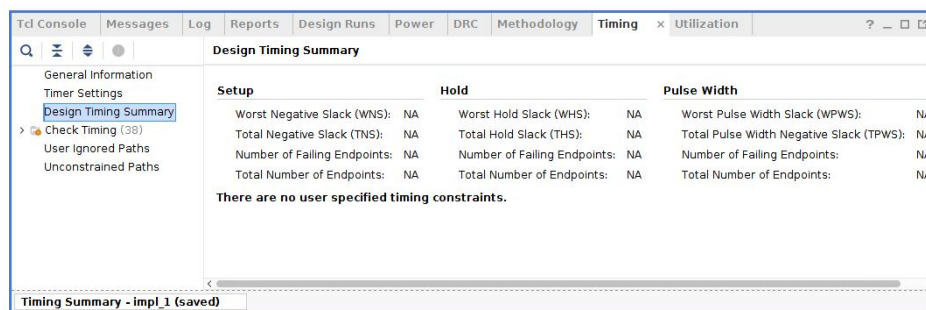 Tcl Console Messages Log Reports Design Runs Power DRC Methodology Timing × Utilization ? _
Design Timing Summary
General Information
Timer Settings
Design Timing Summary
> Check Timing (38)
User Ignored Paths
Unconstrained Paths
Setup Hold Pulse Width
Worst Negative Slack (WNS): NA Worst Hold Slack (WHS): NA Worst Pulse Width Slack (WPWS): NA
Total Negative Slack (TNS): NA Total Hold Slack (THS): NA Total Pulse Width Negative Slack (TPWS): NA
Number of Failing Endpoints: NA Number of Failing Endpoints: NA Number of Failing Endpoints: NA
Total Number of Endpoints: NA Total Number of Endpoints: NA Total Number of Endpoints: NA
There are no user specified timing constraints.
Timing Summary - impl_1 (saved)